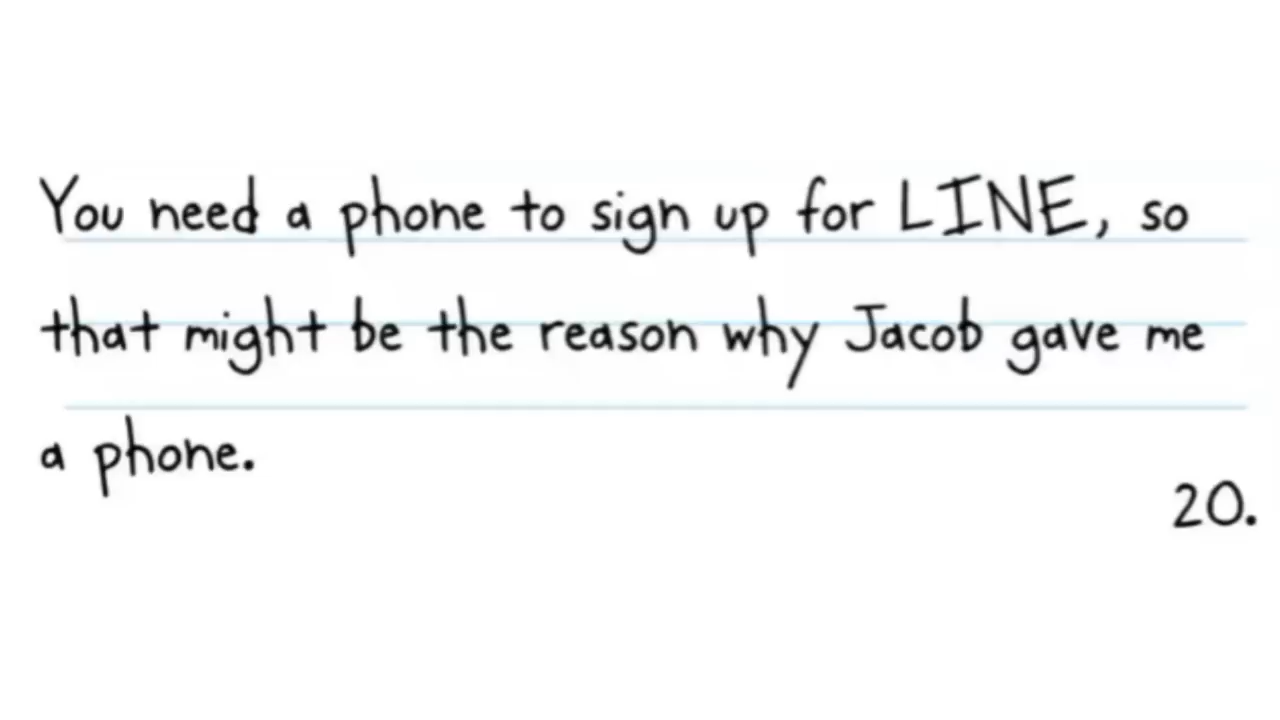 You need a phone to sign up for LINE, so
that might be the reason why Jacob gave me
a phone.
20.